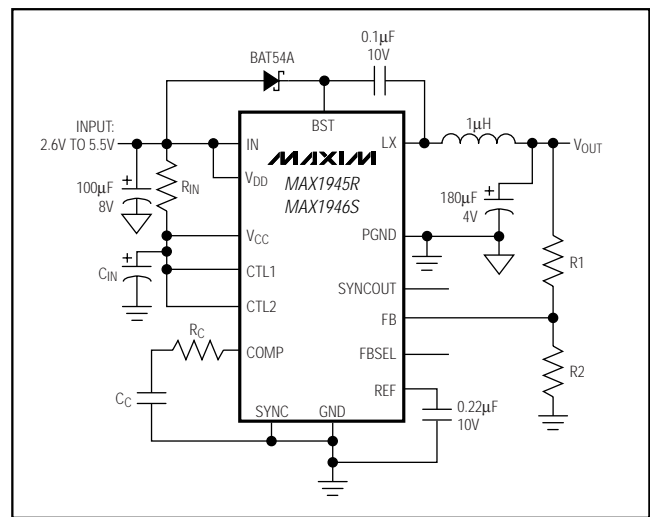 0.1μF
10V
BAT54A
INPUT:
2.6V TO 5.5V
BST
IN
LX
1μH
VOUT
MAXIM
MAX1945R
MAX1946S
VDD
100μF
8V
RIN
180μF
4V
VCC
PGND
CIN
CTL1
R1
SYNCOUT
CTL2
FB
RC
COMP
FBSEL
R2
REF
CC
0.22μF
10V
SYNC
GND